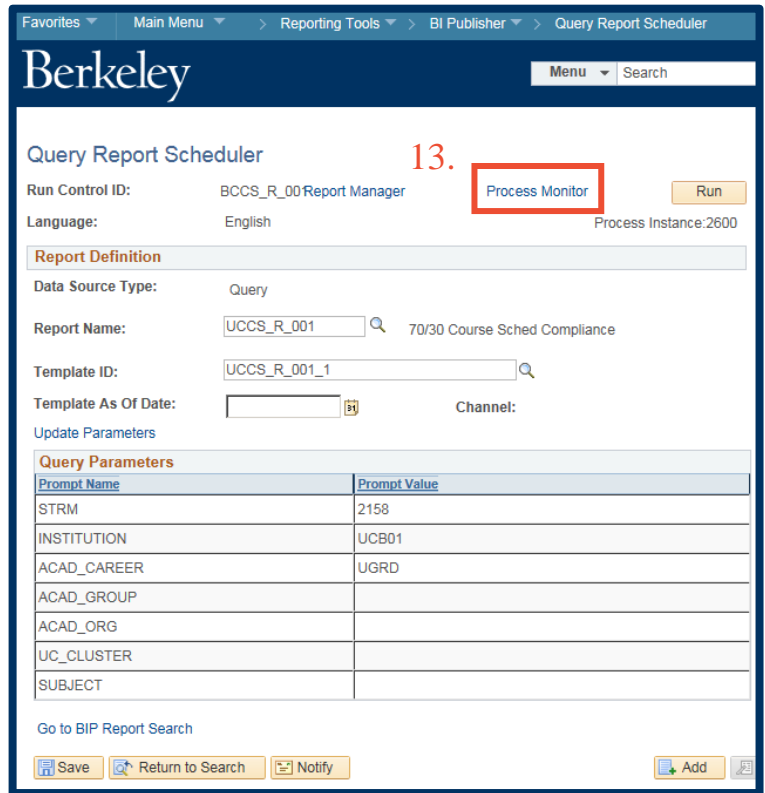 Favorites Main Menu > Reporting Tools > BI Publisher > Query Report Scheduler
Berkeley
Menu Search
Query Report Scheduler
13.
Run Control ID: BCCS_R_001 Report Manager Process Monitor Run
Language: English Process Instance:2600
Report Definition
Data Source Type: Query
Report Name: UCCS_R_001 70/30 Course Sched Compliance
Template ID: UCCS_R_001_1
Template As Of Date: 31 Channel:
Update Parameters
Query Parameters
Prompt Name Prompt Value
STRM 2158
INSTITUTION UCB01
ACAD_CAREER UGRD
ACAD_GROUP
ACAD_ORG
UC_CLUSTER
SUBJECT
Go to BIP Report Search
Save Return to Search Notify Add